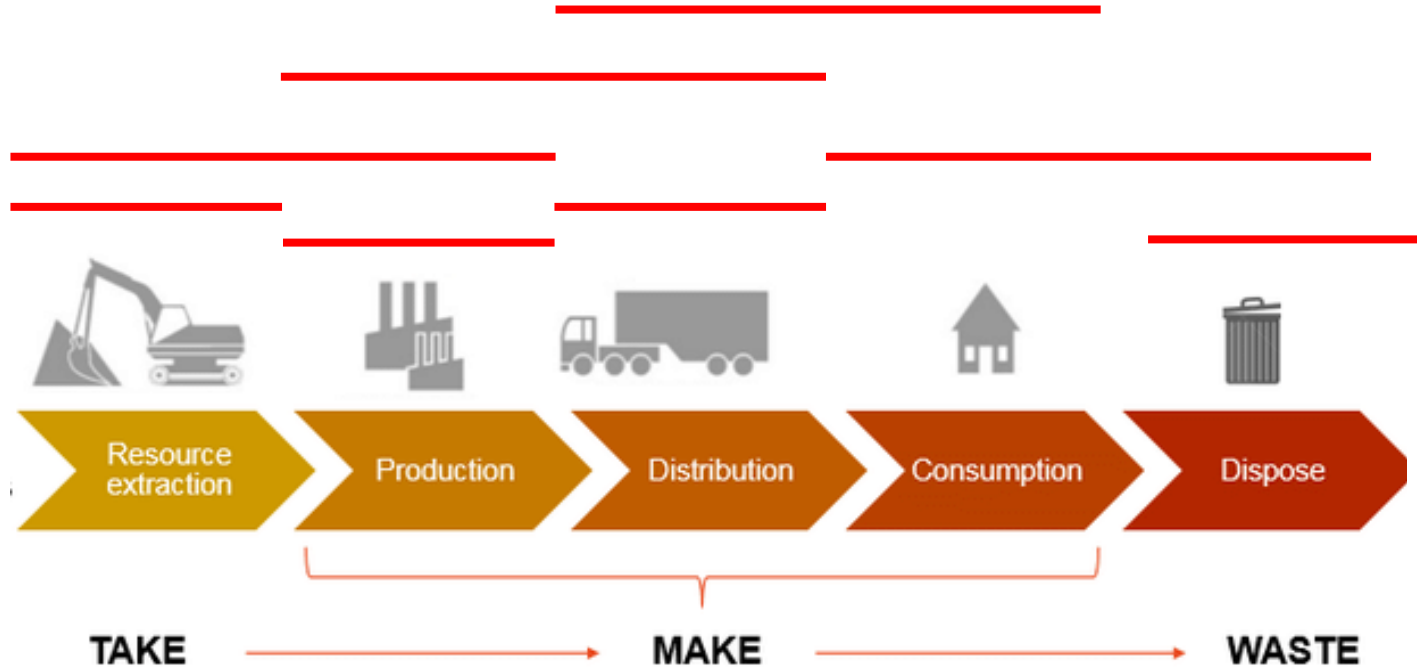 Resource
extraction
Production
Distribution
Consumption
Dispose
TAKE
MAKE
WASTE